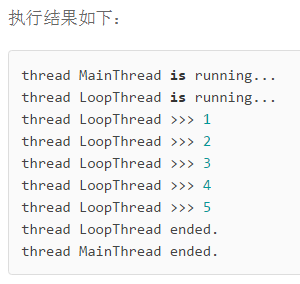 执行结果如下：
thread MainThread is running...
thread LoopThread is running...
thread LoopThread >>> 1
thread LoopThread >>> 2
thread LoopThread >>> 3
thread LoopThread >>> 4
thread LoopThread >>> 5
thread LoopThread ended.
thread MainThread ended.